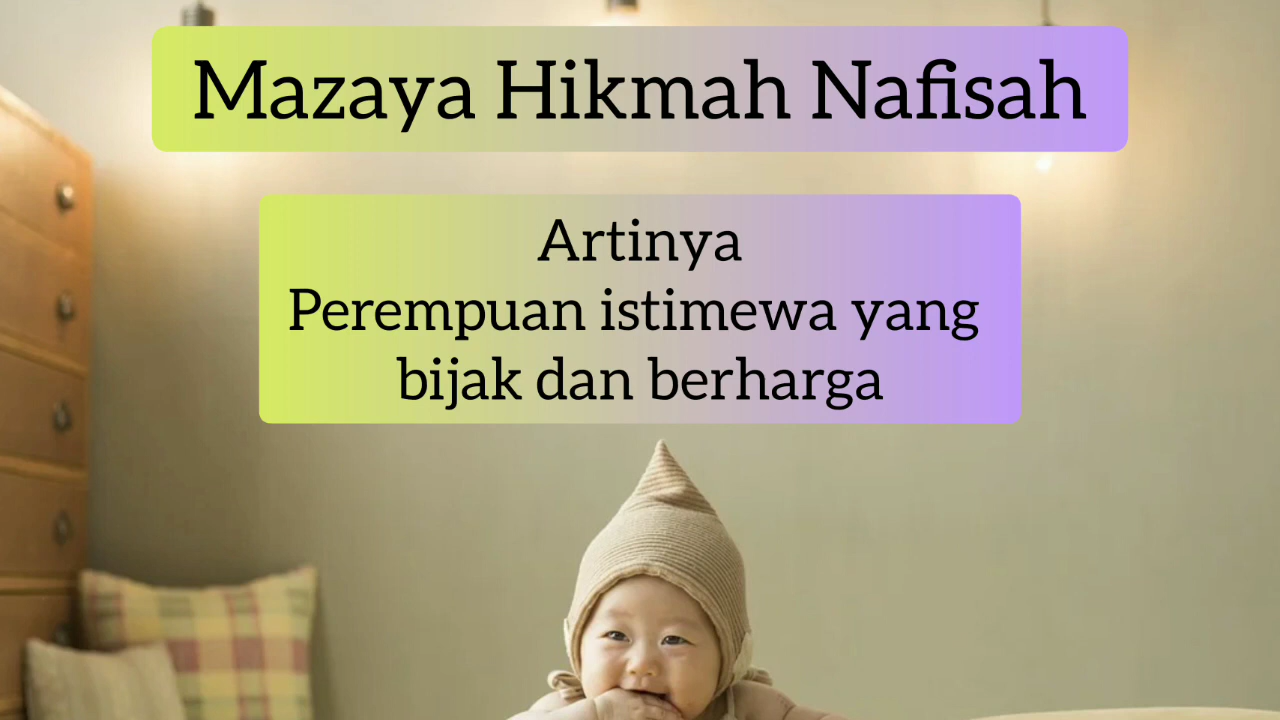 Mazaya Hikmah Nafisah
Artinya
Perempuan istimewa yang
bijak dan berharga